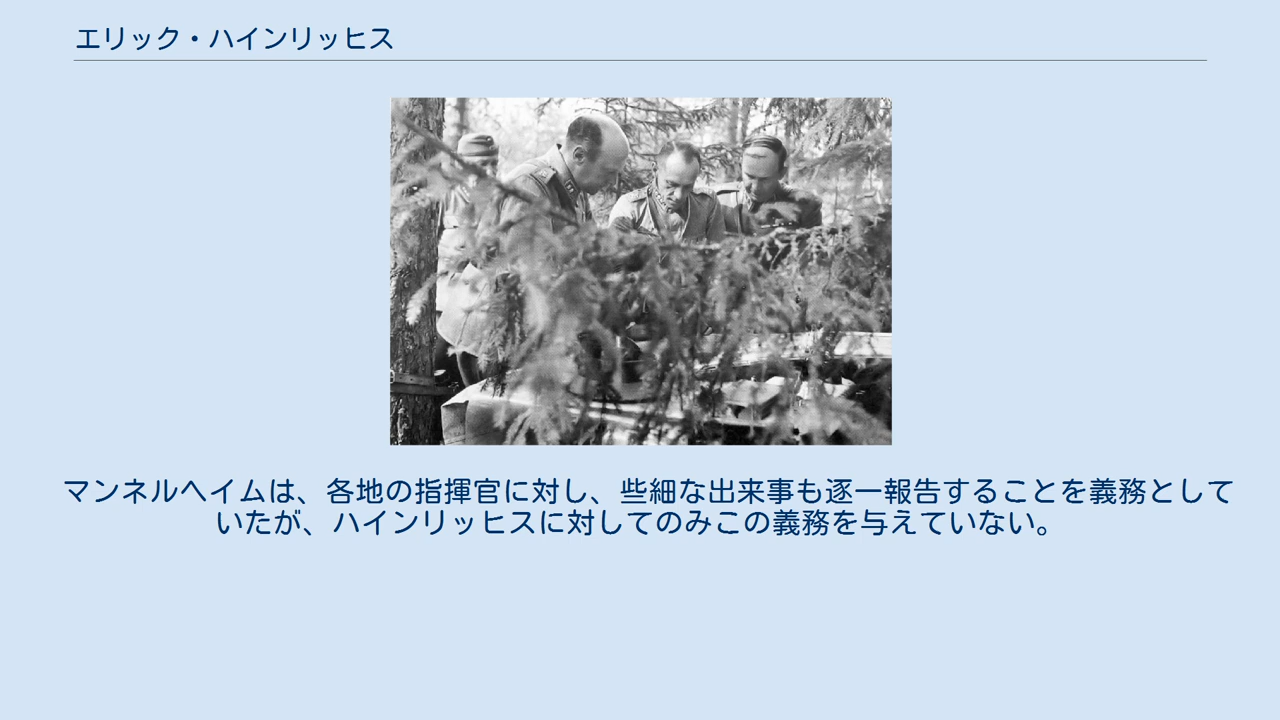 エリック・ハインリッヒス
マンネルヘイムは、各地の指揮官に対し、些細な出来事も逐一報告することを義務として
いたが、ハインリッヒスに対してのみこの義務を与えていない。